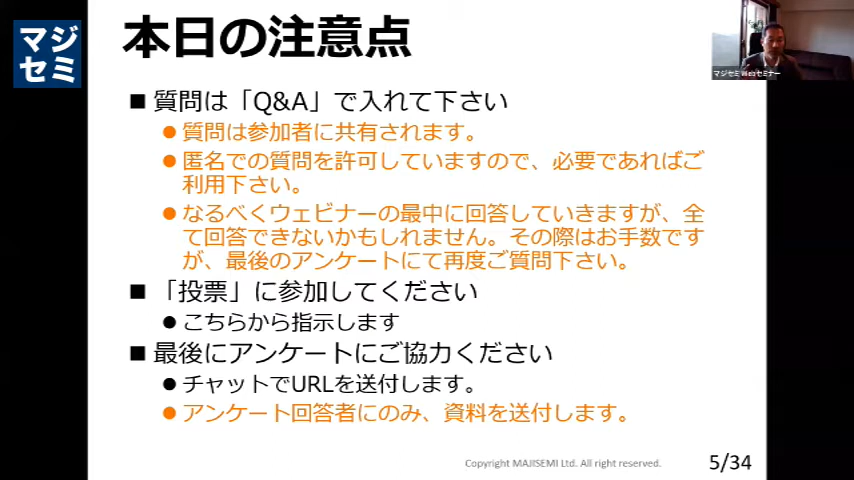 マジ
セミ
本日の注意点
マジセミ Webセミナー
■ 質問は「Q&A」で入れて下さい
● 質問は参加者に共有されます。
● 匿名での質問を許可していますので、必要であればご
利用下さい。
● なるべくウェビナーの最中に回答していきますが、全
て回答できないかもしれません。その際はお手数です
が、最後のアンケートにて再度ご質問下さい。
■ 「投票」に参加してください
● こちらから指示します
■ 最後にアンケートにご協力ください
● チャットでURLを送付します。
● アンケート回答者にのみ、資料を送付します。
Copyright MAJISEMI Ltd. All right reserved.
5/34